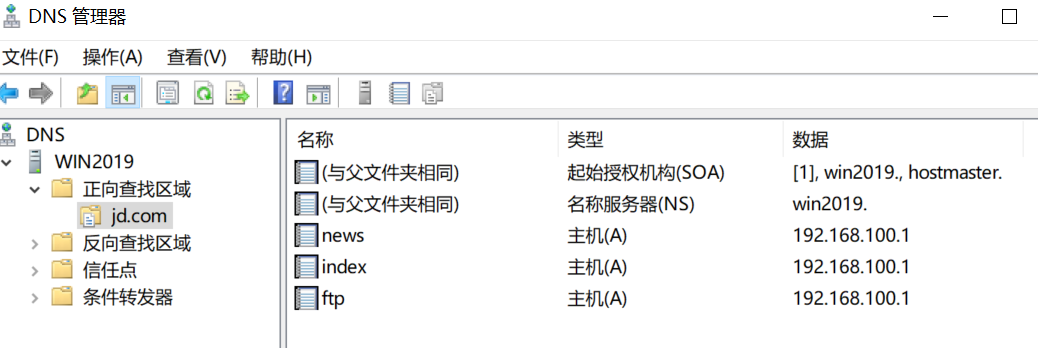 DNS 管理器
文件(F) 操作(A) 查看(V) 帮助(H)
DNS
WIN2019
正向查找区域
jd.com
反向查找区域
信任点
条件转发器
名称 类型 数据
(与父文件夹相同) 起始授权机构(SOA) [1], win2019., hostmaster.
(与父文件夹相同) 名称服务器(NS) win2019.
news 主机(A) 192.168.100.1
index 主机(A) 192.168.100.1
ftp 主机(A) 192.168.100.1